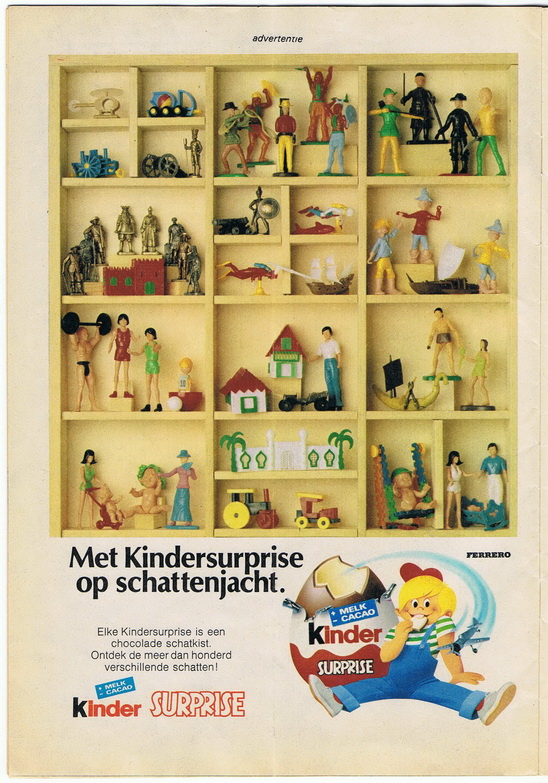 advertentie
Met Kindersurprise
op schattenjacht.
FERRERO
Elke Kindersurprise is een
chocolade schatkist.
Ontdek de meer dan honderd
verschillende schatten!
+ MELK
- CACAO
Kinder SURPRISE
+ MELK
- CACAO
Kinder
SURPRISE